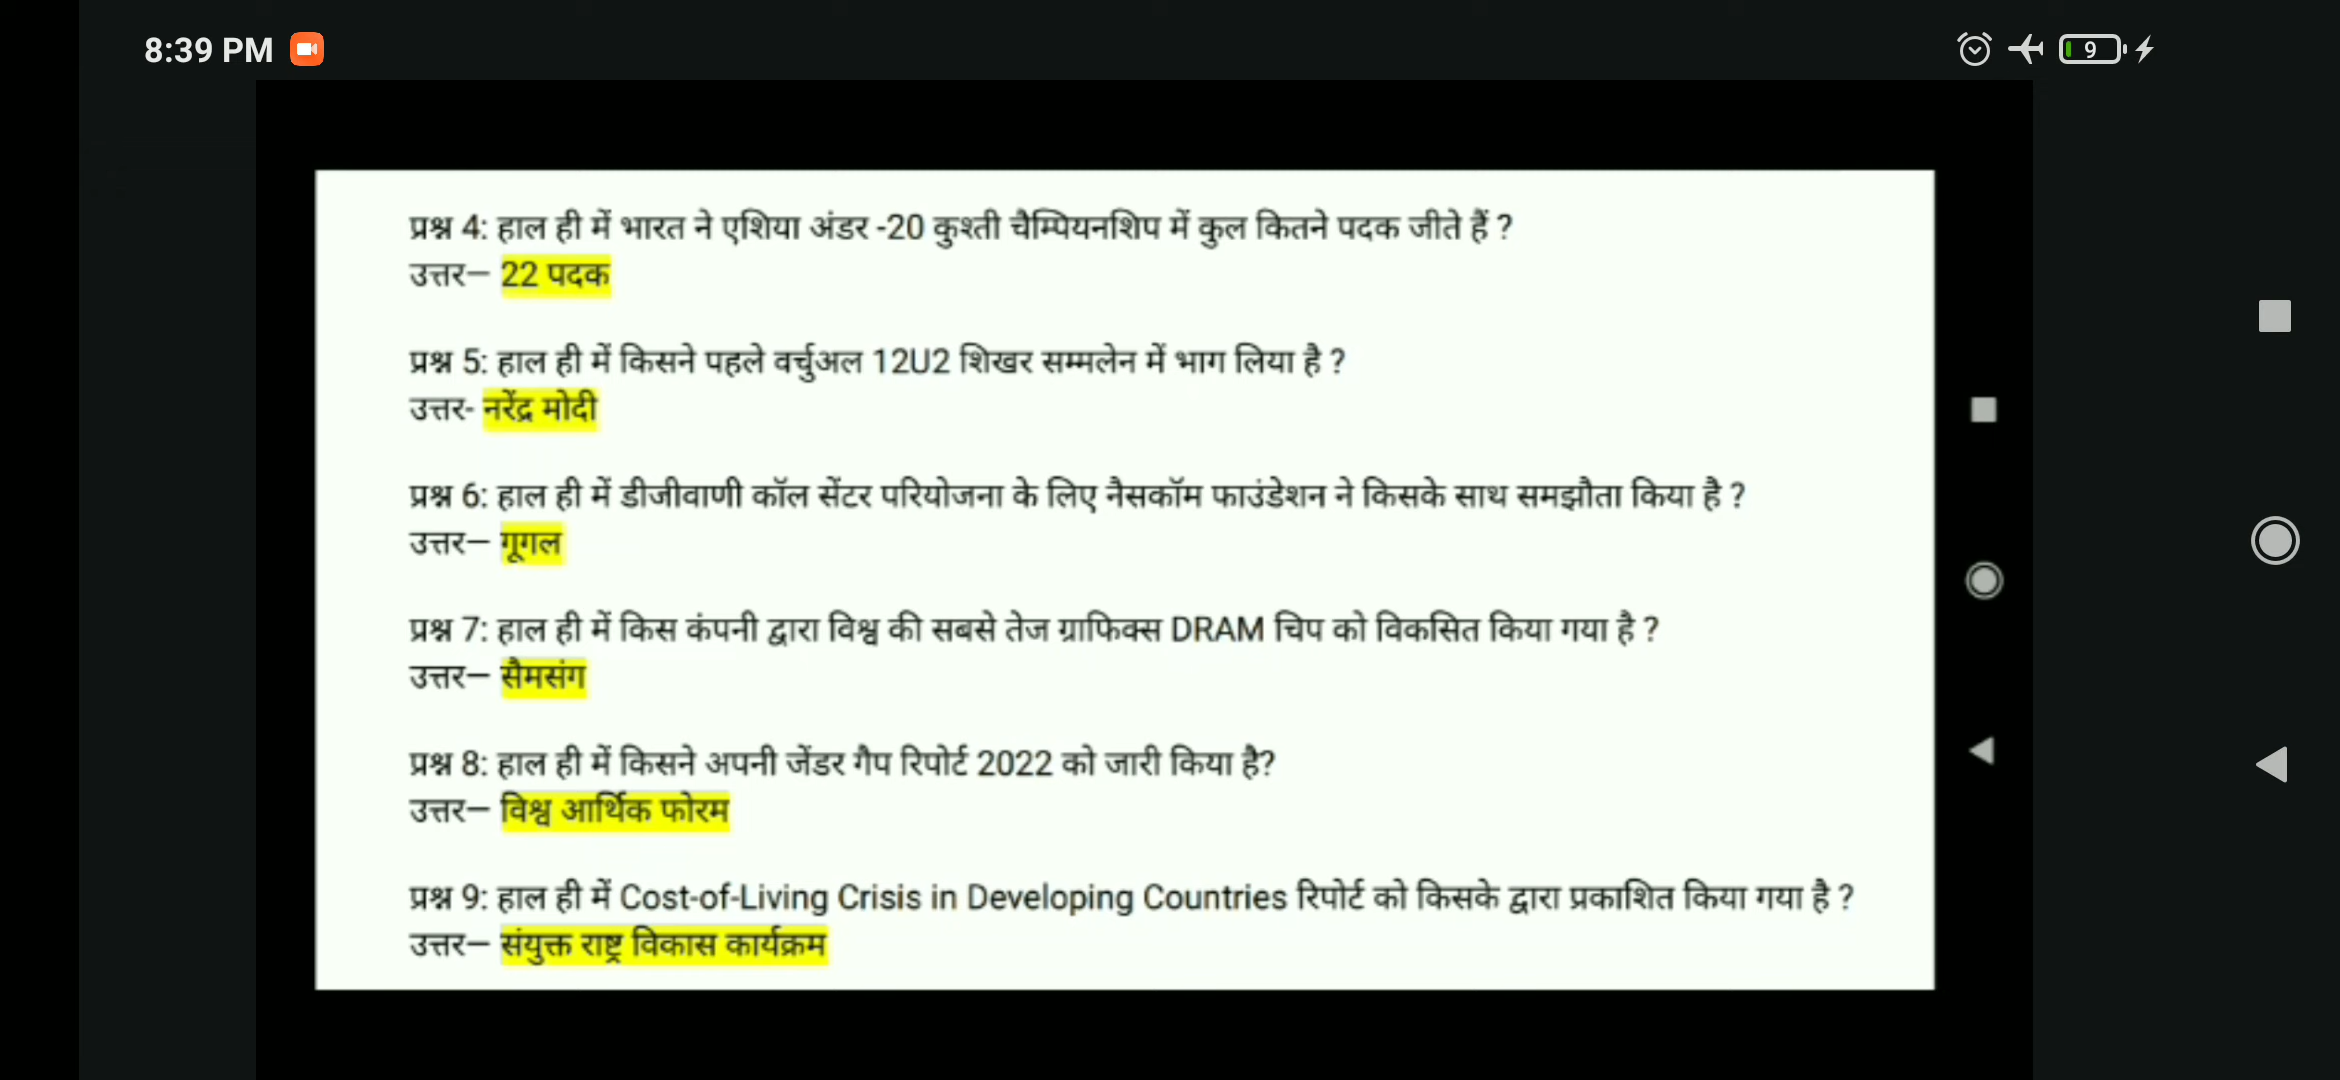 8:39 PM
9
प्रश्न 4: हाल ही में भारत ने एशिया अंडर -20 कुश्ती चैम्पियनशिप में कुल कितने पदक जीते हैं ?
उत्तर– 22 पदक
प्रश्न 5: हाल ही में किसने पहले वर्चुअल 12U2 शिखर सम्मलेन में भाग लिया है ?
उत्तर- नरेंद्र मोदी
प्रश्न 6: हाल ही में डीजीवाणी कॉल सेंटर परियोजना के लिए नैसकॉम फाउंडेशन ने किसके साथ समझौता किया है ?
उत्तर– गूगल
प्रश्न 7: हाल ही में किस कंपनी द्वारा विश्व की सबसे तेज ग्राफिक्स DRAM चिप को विकसित किया गया है ?
उत्तर– सैमसंग
प्रश्न 8: हाल ही में किसने अपनी जेंडर गैप रिपोर्ट 2022 को जारी किया है?
उत्तर– विश्व आर्थिक फोरम
प्रश्न 9: हाल ही में Cost-of-Living Crisis in Developing Countries रिपोर्ट को किसके द्वारा प्रकाशित किया गया है ?
उत्तर– संयुक्त राष्ट्र विकास कार्यक्रम